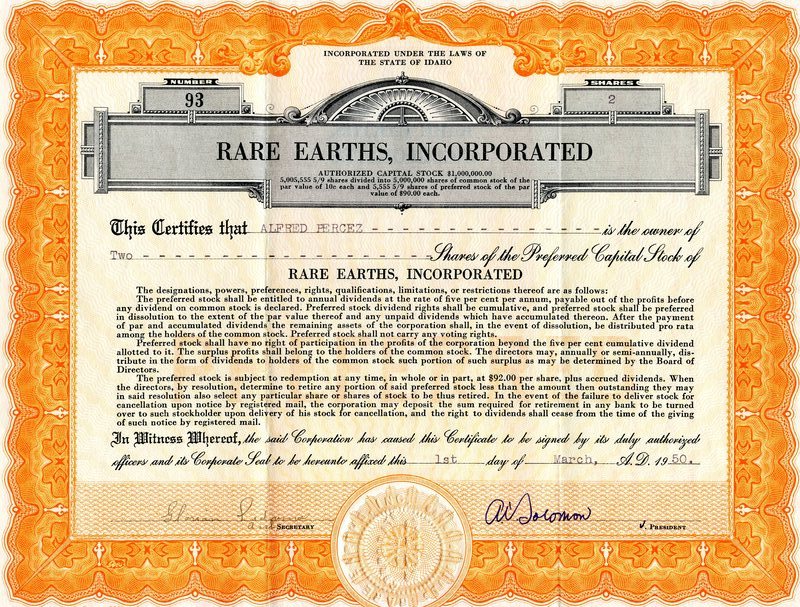 INCORPORATED UNDER THE LAWS OF
THE STATE OF IDAHO
NUMBER
93
SHARES
2
RARE EARTHS, INCORPORATED
AUTHORIZED CAPITAL STOCK $1,000,000.00
5,005,555 5/9 shares divided into 5,000,000 shares of common stock of the
par value of 10c each and 5,555 5/9 shares of preferred stock of the par
value of $90.00 each.
This Certifies that ALFRED PERCEZ - - - - - - - - - - - - - - - - is the owner of
Two - - - - - - - - - - - - - - - - - - - - Shares of the Preferred Capital Stock of
RARE EARTHS, INCORPORATED
The designations, powers, preferences, rights, qualifications, limitations, or restrictions thereof are as follows:
The preferred stock shall be entitled to annual dividends at the rate of five per cent per annum, payable out of the profits before
any dividend on common stock is declared. Preferred stock dividend rights shall be cumulative, and preferred stock shall be preferred
in dissolution to the extent of the par value thereof and any unpaid dividends which have accumulated thereon. After the payment
of par and accumulated dividends the remaining assets of the corporation shall, in the event of dissolution, be distributed pro rata
among the holders of the common stock. Preferred stock shall not carry any voting rights.
Preferred stock shall have no right of participation in the profits of the corporation beyond the five per cent cumulative dividend
allotted to it. The surplus profits shall belong to the holders of the common stock. The directors may, annually or semi-annually, dis-
tribute in the form of dividends to holders of the common stock such portion of such surplus as may be determined by the Board of
Directors.
The preferred stock is subject to redemption at any time, in whole or in part, at $92.00 per share, plus accrued dividends. When
the directors, by resolution, determine to retire any portion of said preferred stock less than the amount then outstanding they may
in said resolution also select any particular share or shares of stock to be thus retired. In the event of the failure to deliver stock for
cancellation upon notice by registered mail, the corporation may deposit the sum required for retirement in any bank to be turned
over to such stockholder upon delivery of his stock for cancellation, and the right to dividends shall cease from the time of the giving
of such notice by registered mail.
In Witness Whereof, the said Corporation has caused this Certificate to be signed by its duly authorized
officers and its Corporate Seal to be hereunto affixed this 1st day of March, A.D. 1950.
SECRETARY
Solomon
V. PRESIDENT